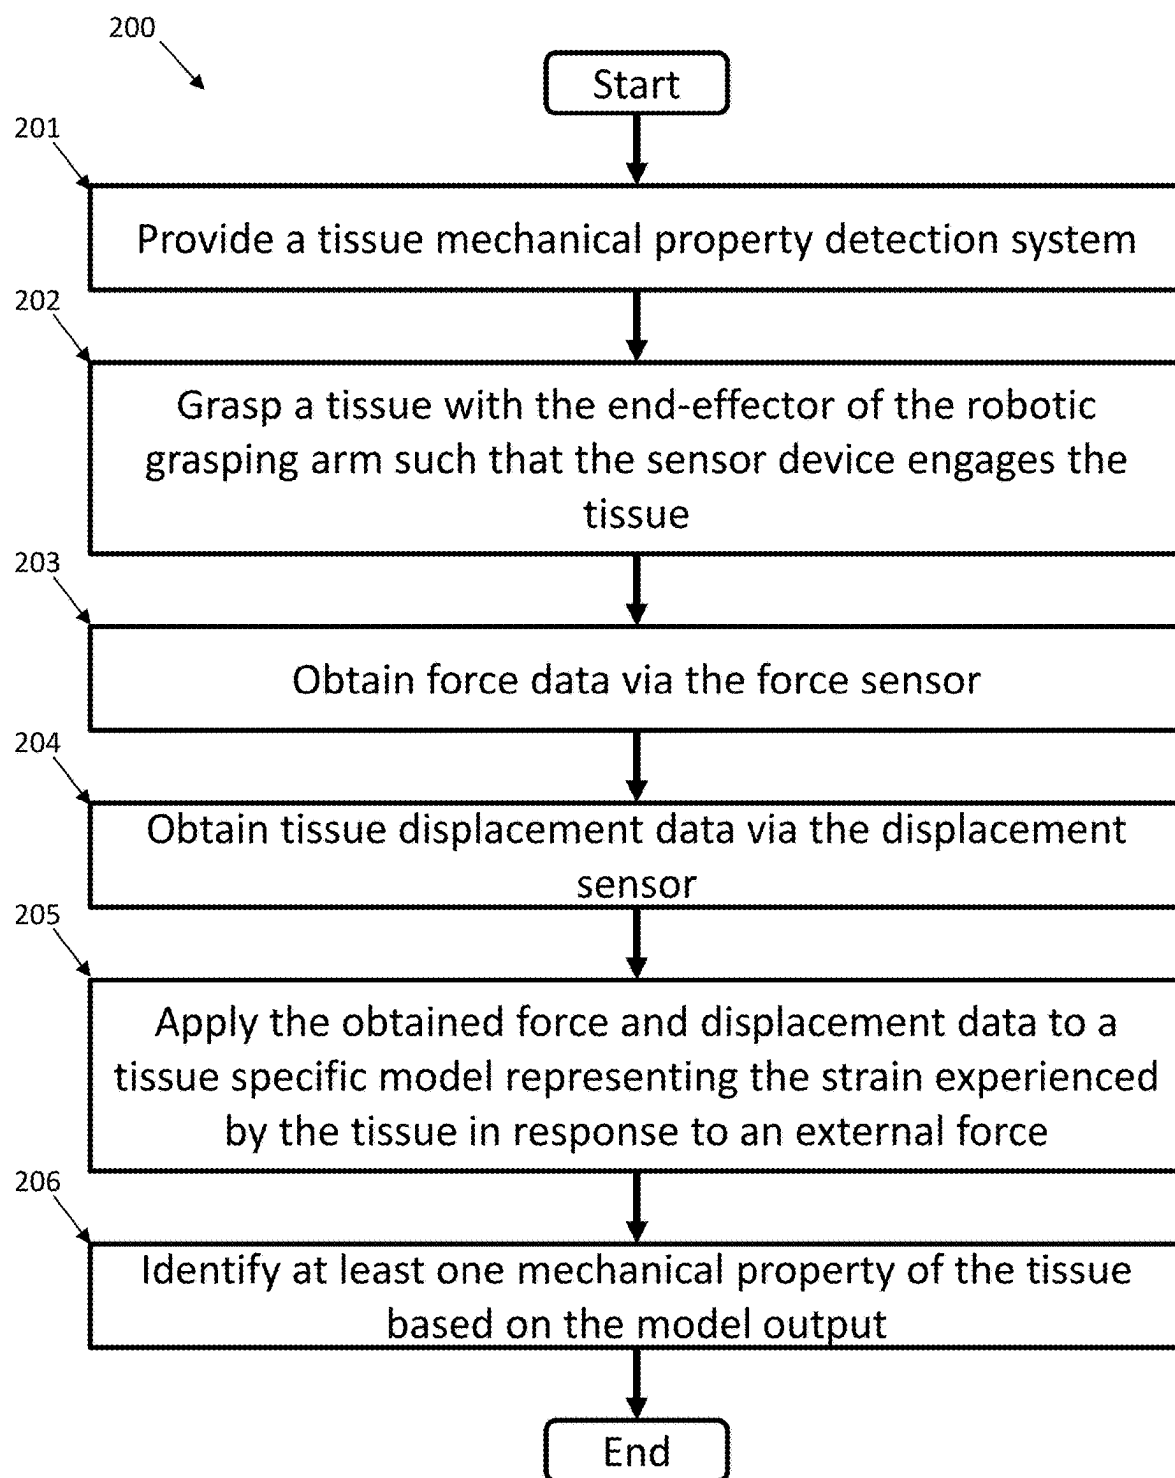 200
Start
201
Provide a tissue mechanical property detection system
202
Grasp a tissue with the end-effector of the robotic
grasping arm such that the sensor device engages the
tissue
203
Obtain force data via the force sensor
204
Obtain tissue displacement data via the displacement
sensor
205
Apply the obtained force and displacement data to a
tissue specific model representing the strain experienced
by the tissue in response to an external force
206
Identify at least one mechanical property of the tissue
based on the model output
End